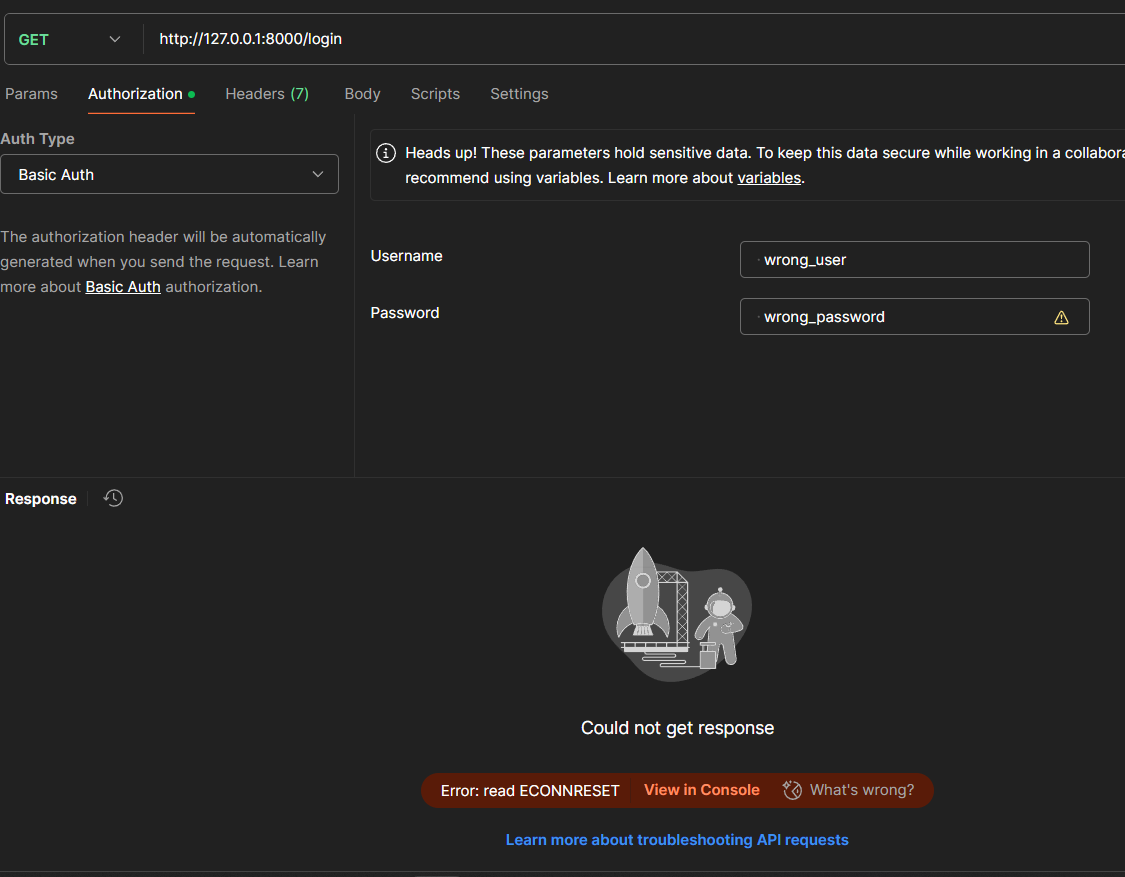 GET http://127.0.0.1:8000/login
Params Authorization Headers (7) Body Scripts Settings
Auth Type
Basic Auth
The authorization header will be automatically
generated when you send the request. Learn
more about Basic Auth authorization.
Heads up! These parameters hold sensitive data. To keep this data secure while working in a collabora
recommend using variables. Learn more about variables.
Username wrong_user
Password wrong_password
Response
Could not get response
Error: read ECONNRESET View in Console What's wrong?
Learn more about troubleshooting API requests